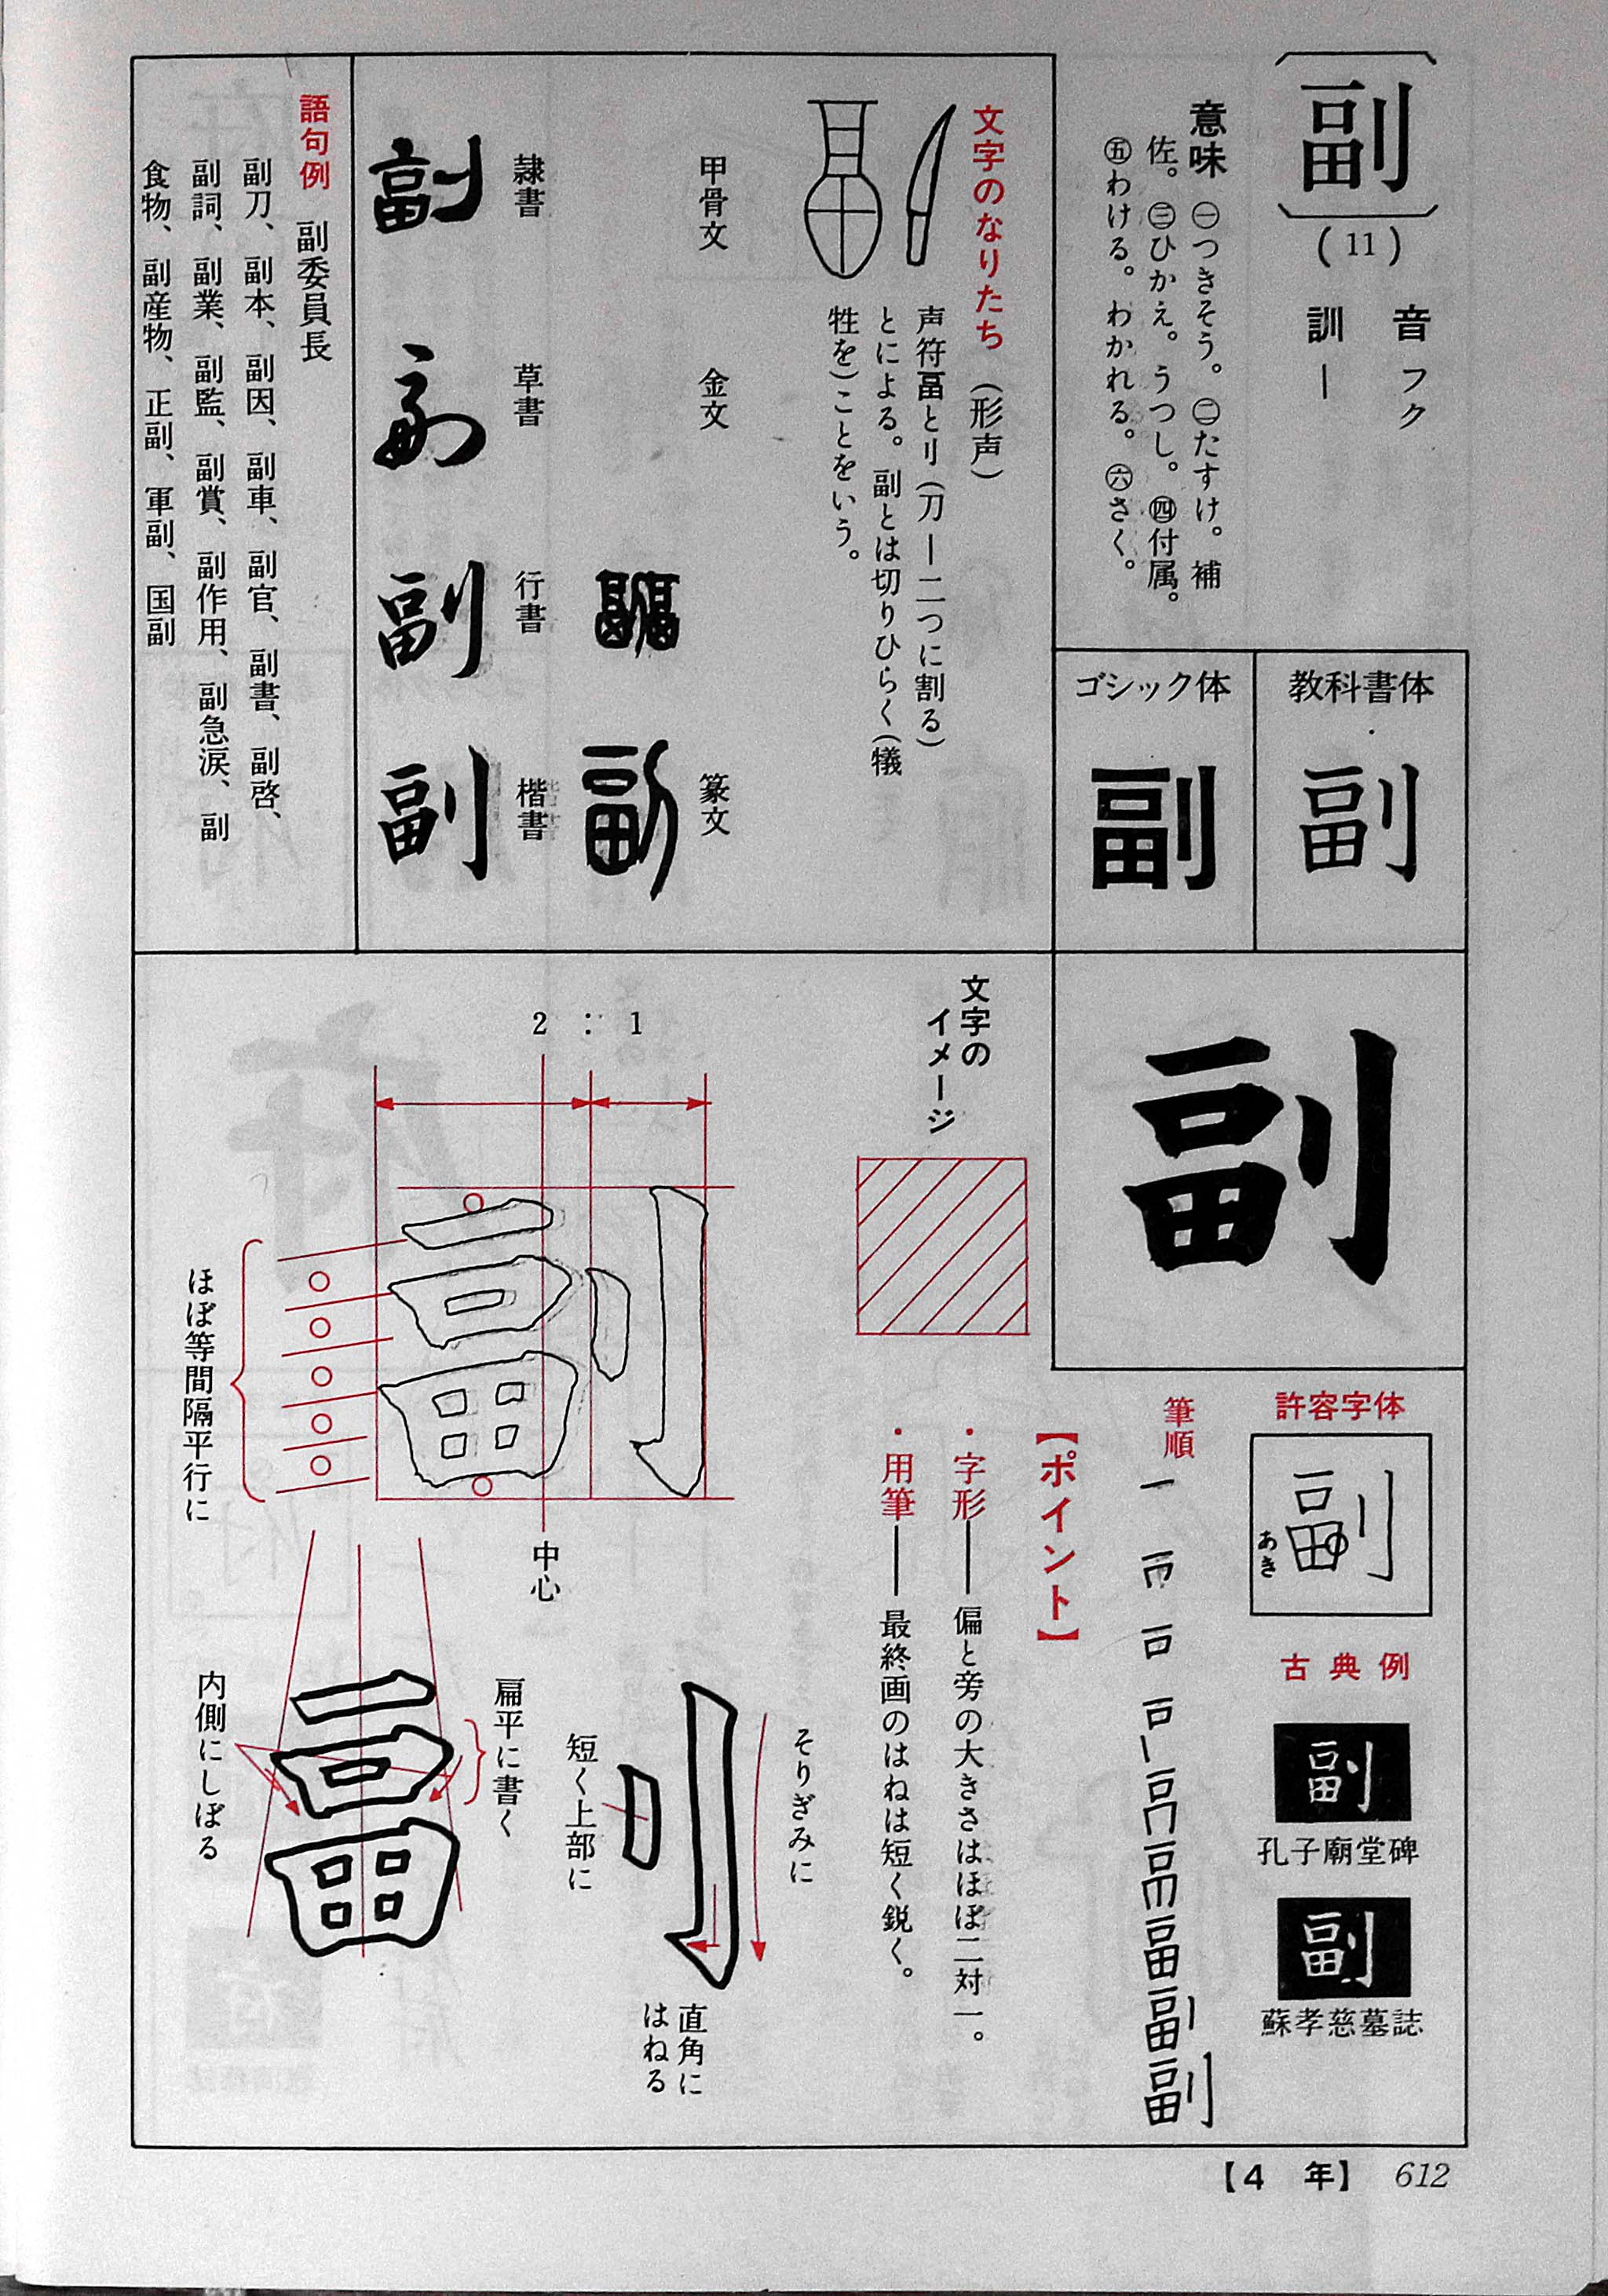 副
(11)
音 フク
訓 ―
意味 ㊀つきそう。㊁たすけ。補
佐。㊂ひかえ。うつし。㊃付属。
㊄わける。わかれる。㊅さく。
教科書体
副
ゴシック体
副
文字のなりたち (形声)
声符畐とリ(刀―二つに割る)
とによる。副とは切りひらく(犠
牲を)ことをいう。
甲骨文
金文
篆文
副
隷書
副
草書
副
行書
副
楷書
副
語句例 副委員長
副刀、副本、副因、副車、副官、副書、副啓、
副詞、副業、副監、副賞、副作用、副急涙、副
食物、副産物、正副、軍副、国副
副
許容字体
副
あき
古典例
副
孔子廟堂碑
副
蘇孝慈墓誌
筆順
副
【ポイント】
・字形――偏と旁の大きさはほぼ二対一。
・用筆――最終画のはねは短く鋭く。
文字の
イメージ
2 : 1
副
中心
ほぼ等間隔平行に
そりぎみに
短く上部に
直角に
はねる
扁平に書く
内側にしぼる
【4 年】 612